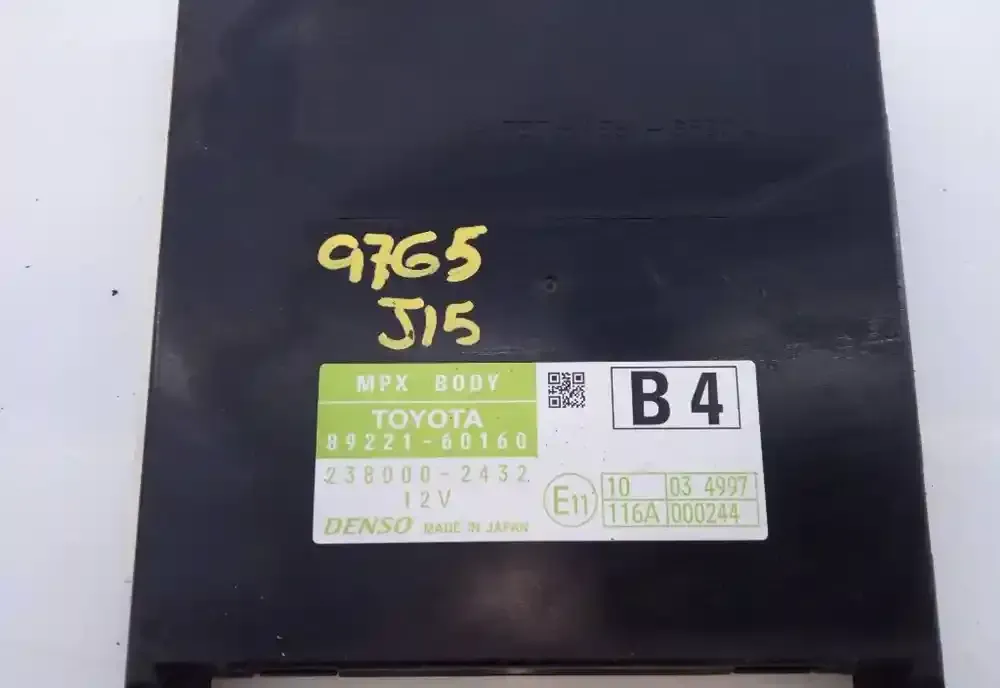 9765
J15
MPX BODY
TOYOTA
89221-60160
238000-2432
12V
DENSO MADE IN JAPAN
B4
E11
10 03 4997
116A 000244